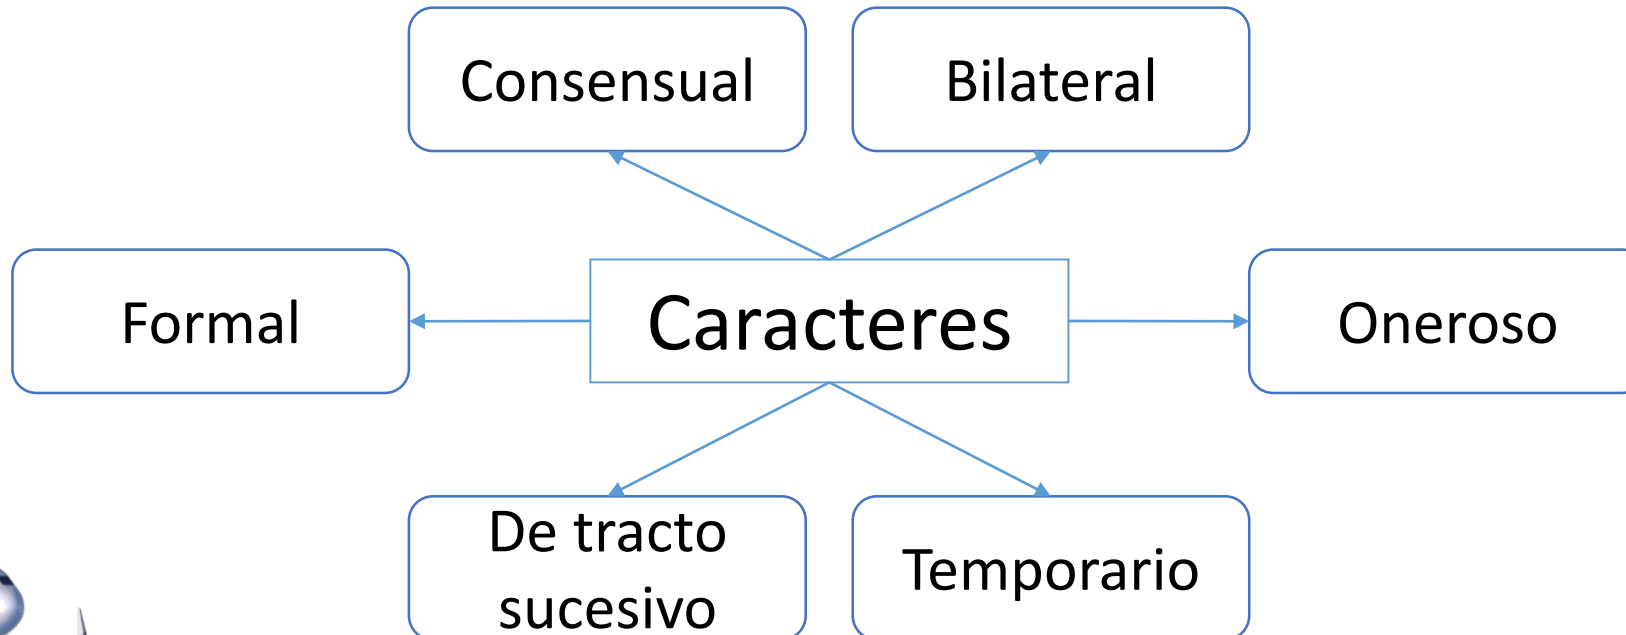 Consensual
Bilateral
Formal
Caracteres
Oneroso
De tracto
sucesivo
Temporario